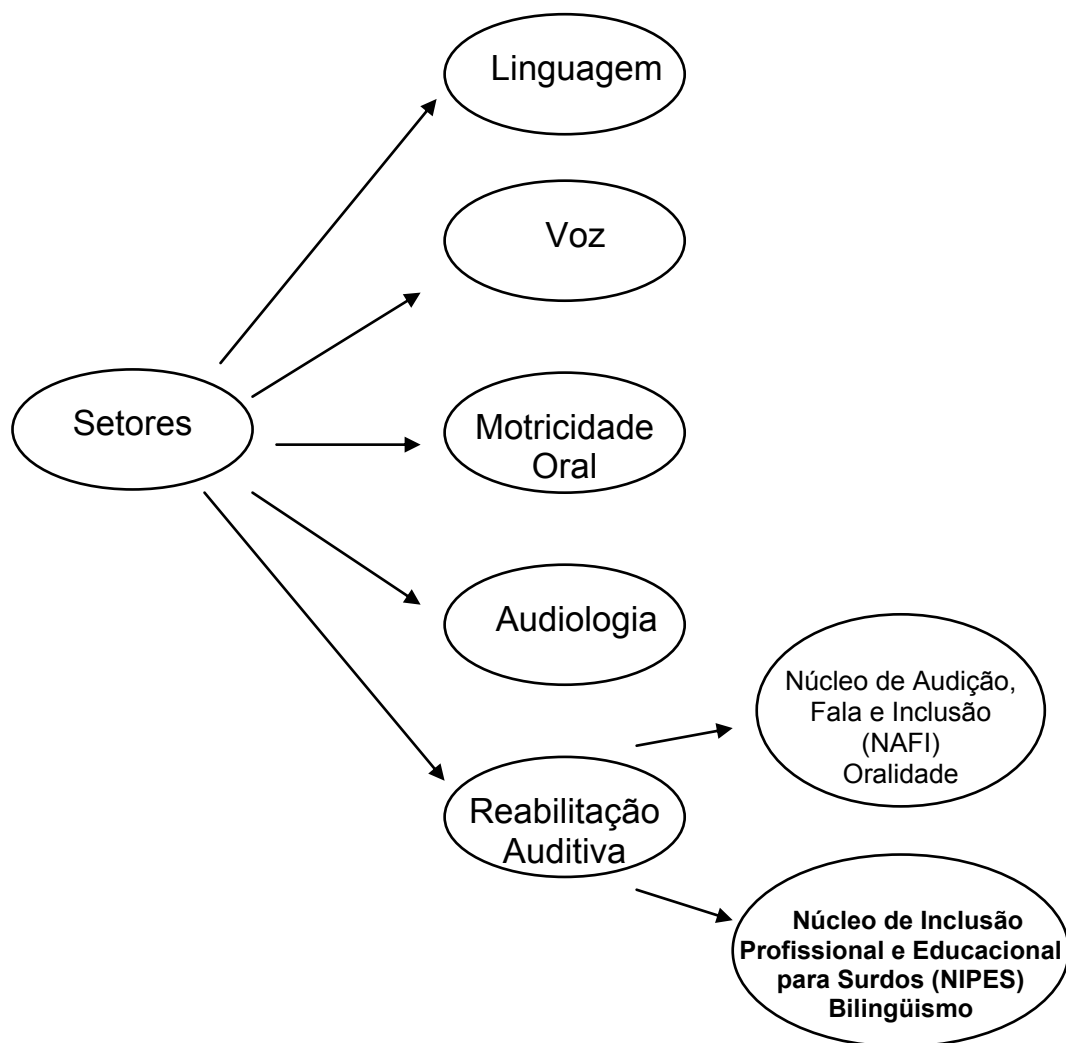 Linguagem
Voz
Setores
Motricidade
Oral
Audiologia
Núcleo de Audição,
Fala e Inclusão
(NAFI)
Oralidade
Reabilitação
Auditiva
Núcleo de Inclusão
Profissional e Educacional
para Surdos (NIPES)
Bilingüismo